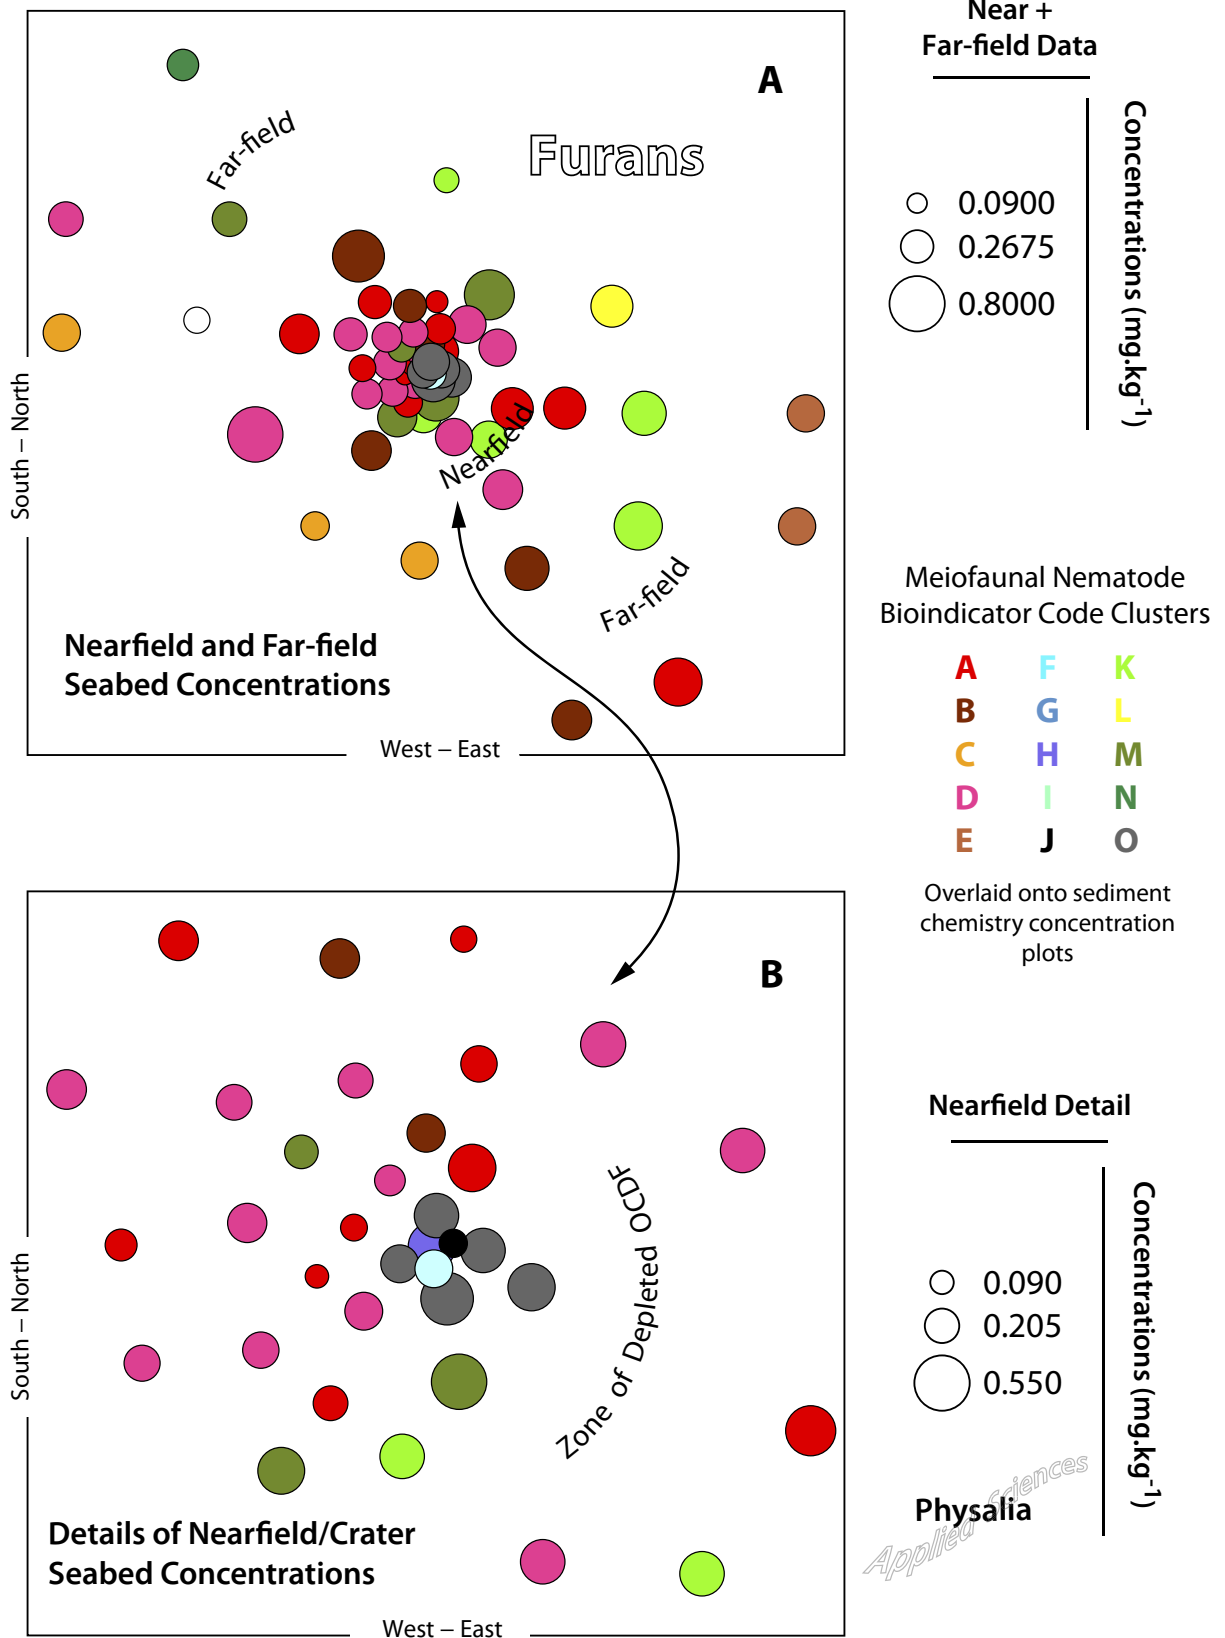 Near +
Far-field Data
A
Far-field
Furans
Concentrations (mg.kg-1)
0.0900
0.2675
0.8000
South – North
Nearfield
Far-field
Nearfield and Far-field
Seabed Concentrations
West – East
Meiofaunal Nematode
Bioindicator Code Clusters
A F K
B G L
C H M
D I N
E J O
Overlaid onto sediment
chemistry concentration
plots
B
Zone of Depleted OCDF
South – North
Details of Nearfield/Crater
Seabed Concentrations
West – East
Nearfield Detail
Concentrations (mg.kg-1)
0.090
0.205
0.550
Physalia
Applied Sciences